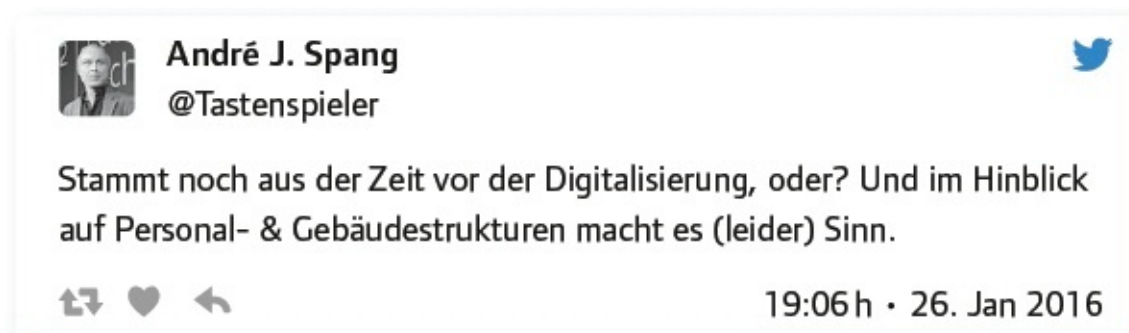 André J. Spang
@Tastenspieler
Stammt noch aus der Zeit vor der Digitalisierung, oder? Und im Hinblick
auf Personal- & Gebäudestrukturen macht es (leider) Sinn.
19:06 h · 26. Jan 2016